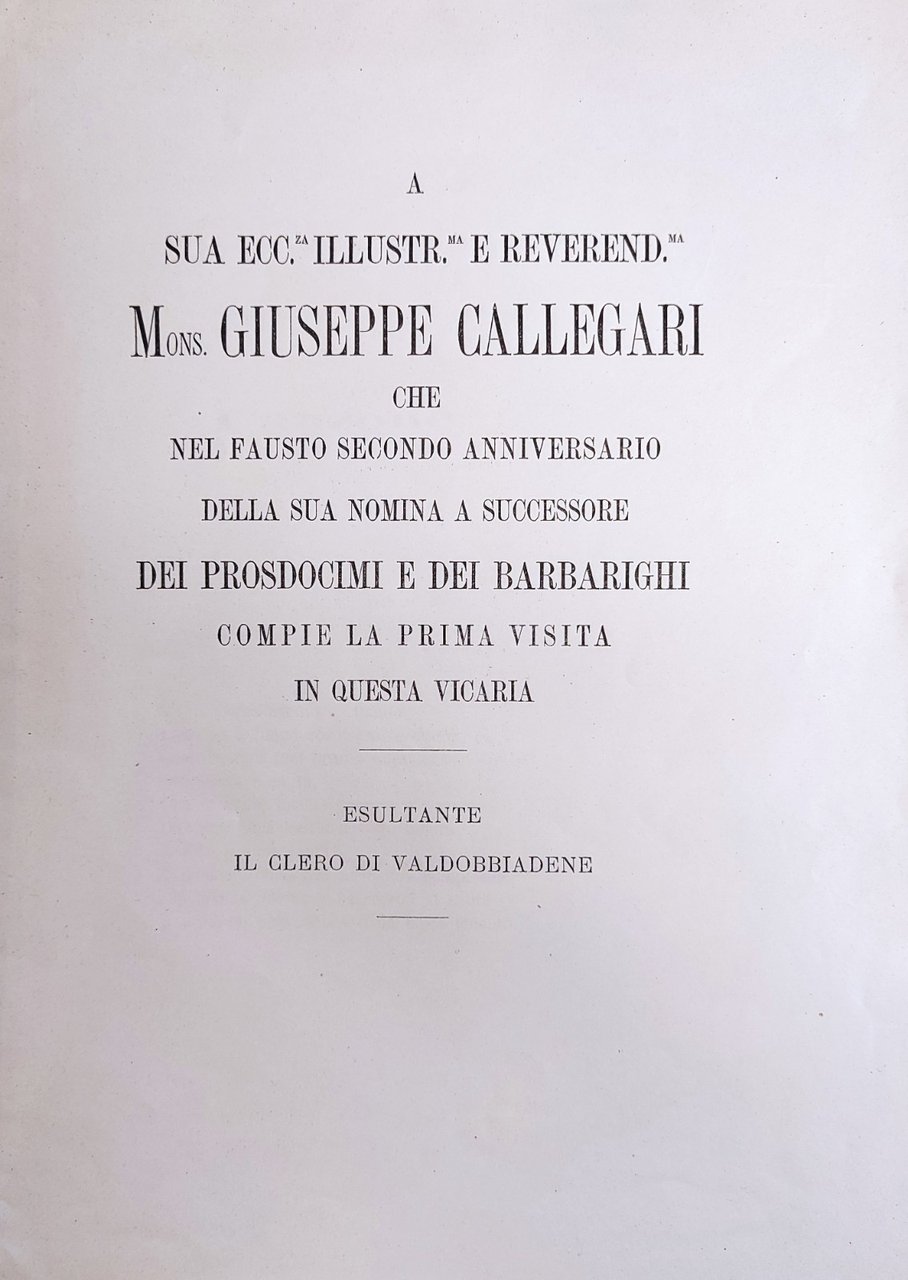 A
SUA ECC.ZA ILLUSTR.MA E REVEREND.MA
MONS. GIUSEPPE CALLEGARI
CHE
NEL FAUSTO SECONDO ANNIVERSARIO
DELLA SUA NOMINA A SUCCESSORE
DEI PROSDOCIMI E DEI BARBARIGHI
COMPIE LA PRIMA VISITA
IN QUESTA VICARIA
ESULTANTE
IL CLERO DI VALDOBBIADENE